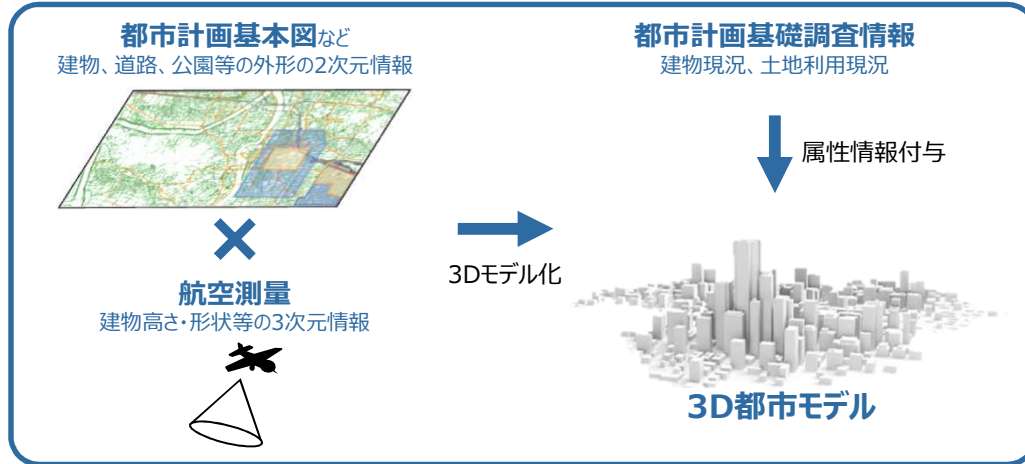 都市計画基本図など
建物、道路、公園等の外形の2次元情報
航空測量
建物高さ・形状等の3次元情報
3Dモデル化
都市計画基礎調査情報
建物現況、土地利用現況
属性情報付与
3D都市モデル